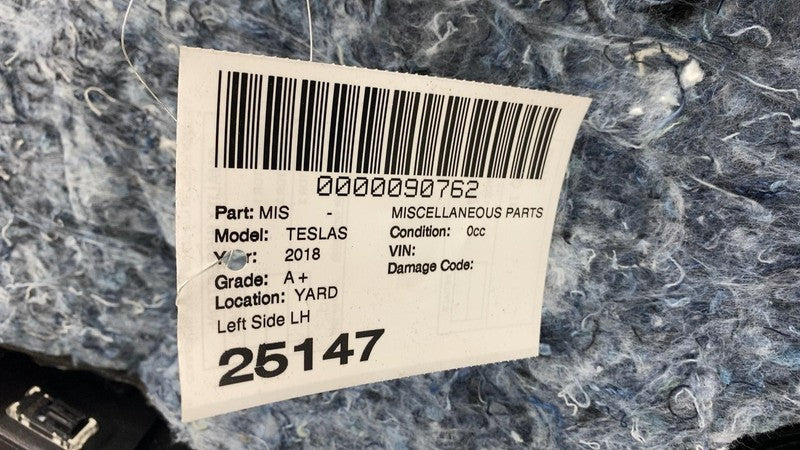 0000090762
Part: MIS - MISCELLANEOUS PARTS
Model: TESLAS Condition: 0cc
2018 VIN:
Grade: A+ Damage Code:
Location: YARD
Left Side LH
25147